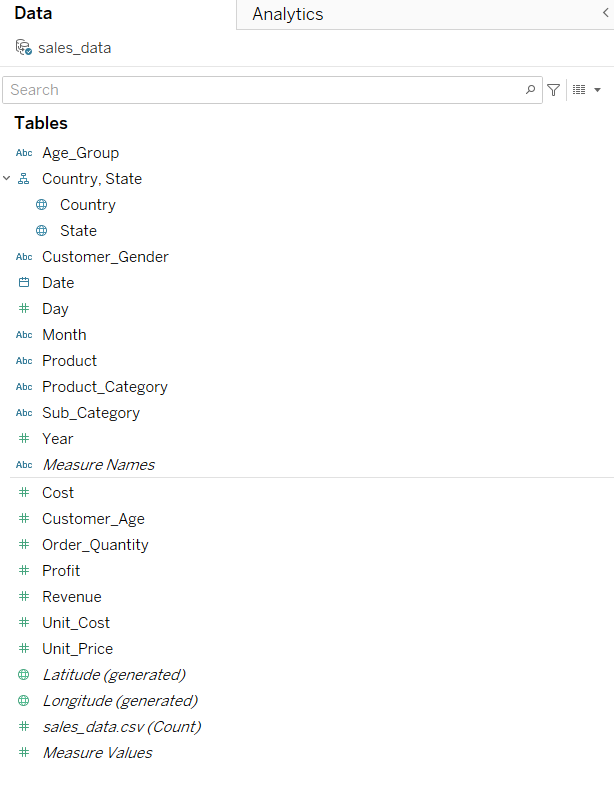 Data Analytics
sales_data
Search
Tables
Abc Age_Group
Country, State
Country
State
Abc Customer_Gender
Date
# Day
Abc Month
Abc Product
Abc Product_Category
Abc Sub_Category
# Year
Abc Measure Names
# Cost
# Customer_Age
# Order_Quantity
# Profit
# Revenue
# Unit_Cost
# Unit_Price
Latitude (generated)
Longitude (generated)
# sales_data.csv (Count)
# Measure Values